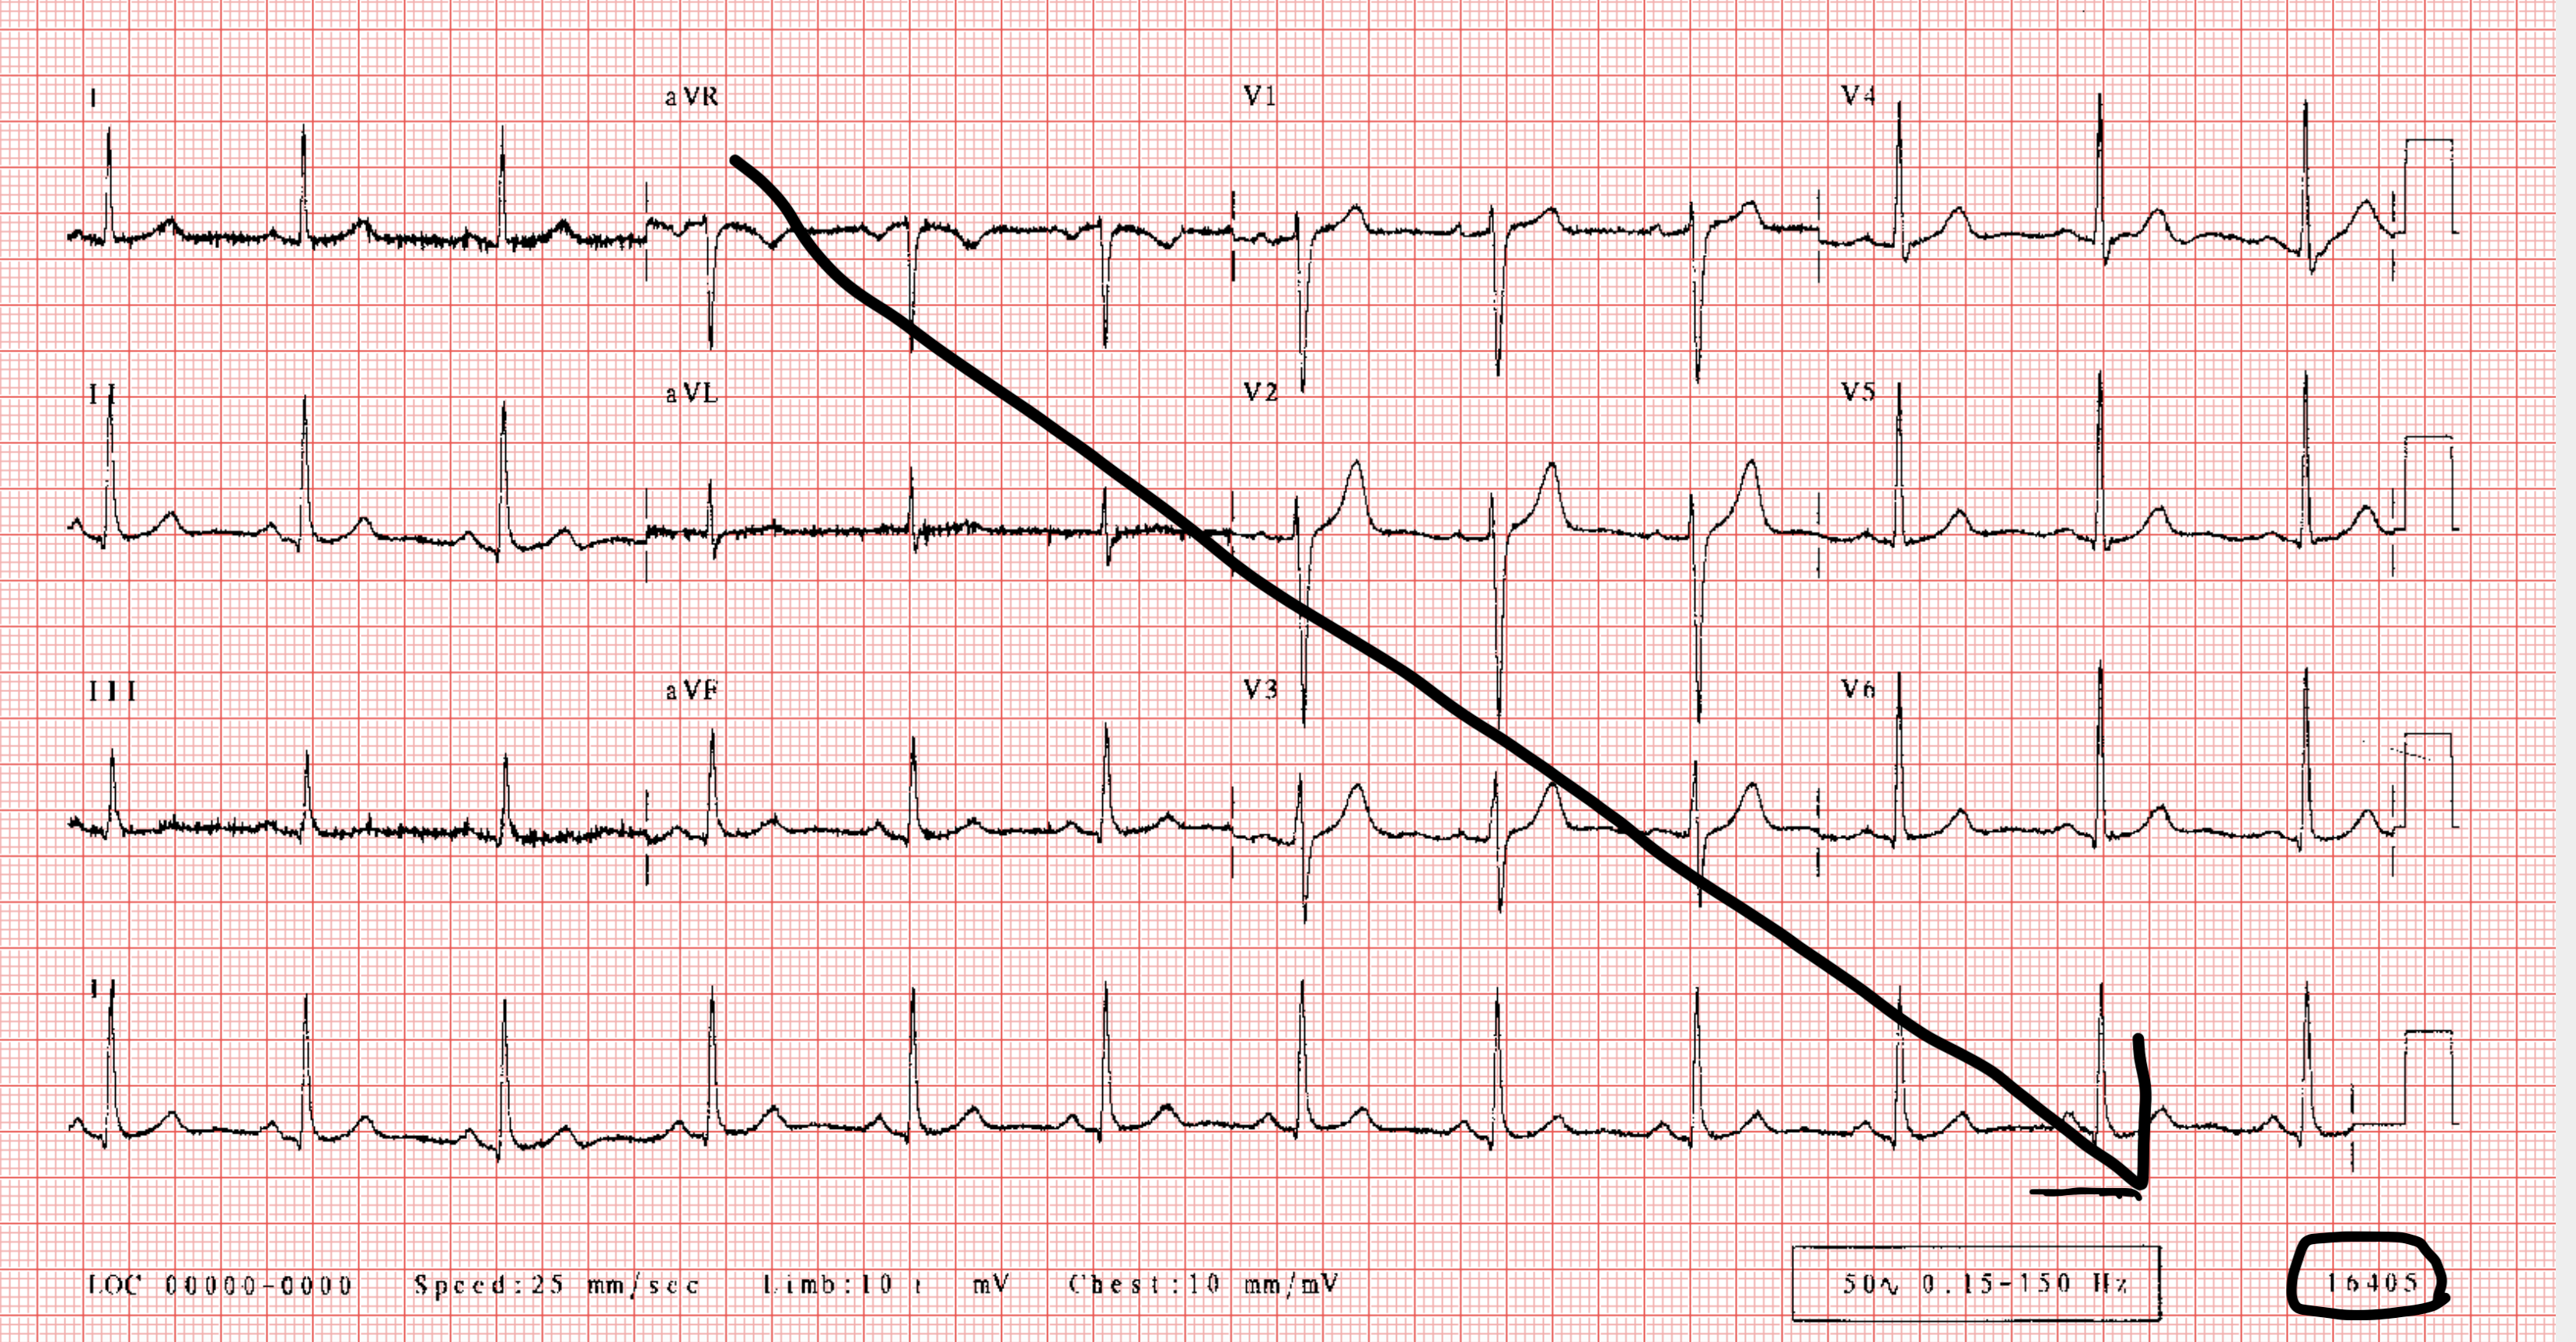 I aVR V1 V4
II aVL V2 V5
III aVF V3 V6
II
LOC 00000-0000 Speed:25 mm/sec Limb:10 mV Chest:10 mm/mV 50∿ 0.15-150 Hz 16405